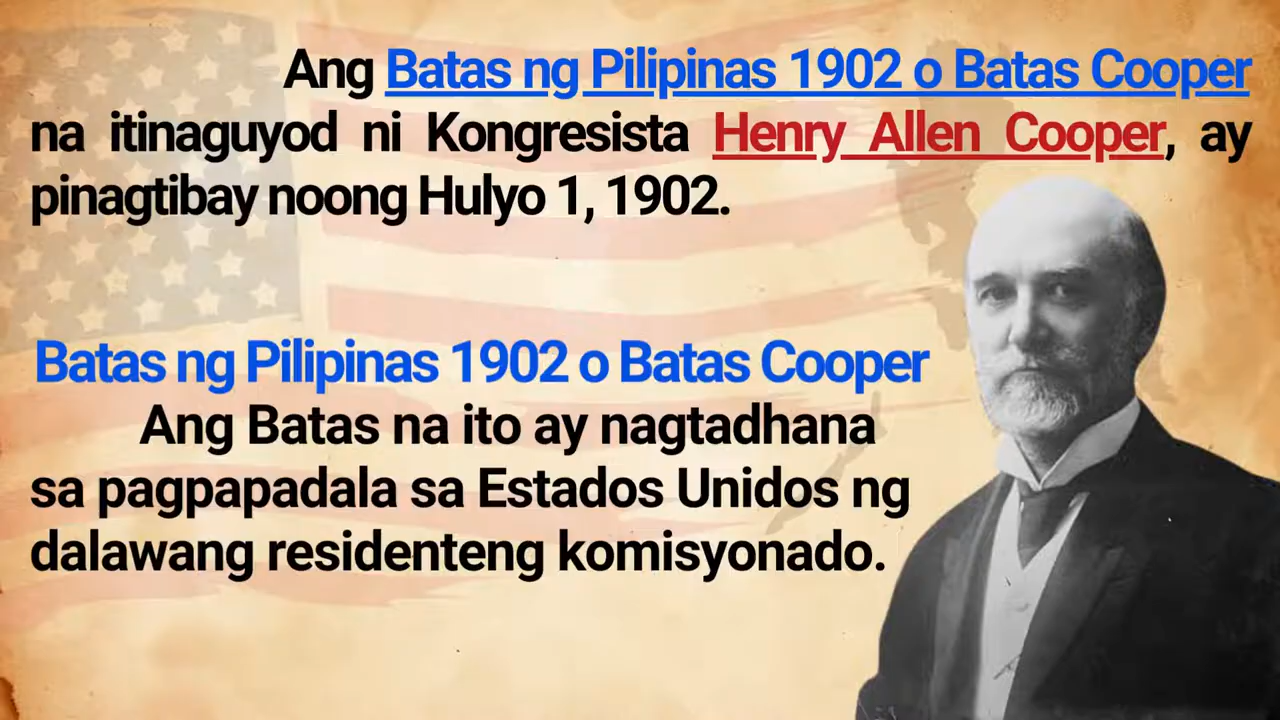 Ang Batas ng Pilipinas 1902 o Batas Cooper
na itinaguyod ni Kongresista Henry Allen Cooper, ay
pinagtibay noong Hulyo 1, 1902.
Batas ng Pilipinas 1902 o Batas Cooper
Ang Batas na ito ay nagtadhana
sa pagpapadala sa Estados Unidos ng
dalawang residenteng komisyonado.